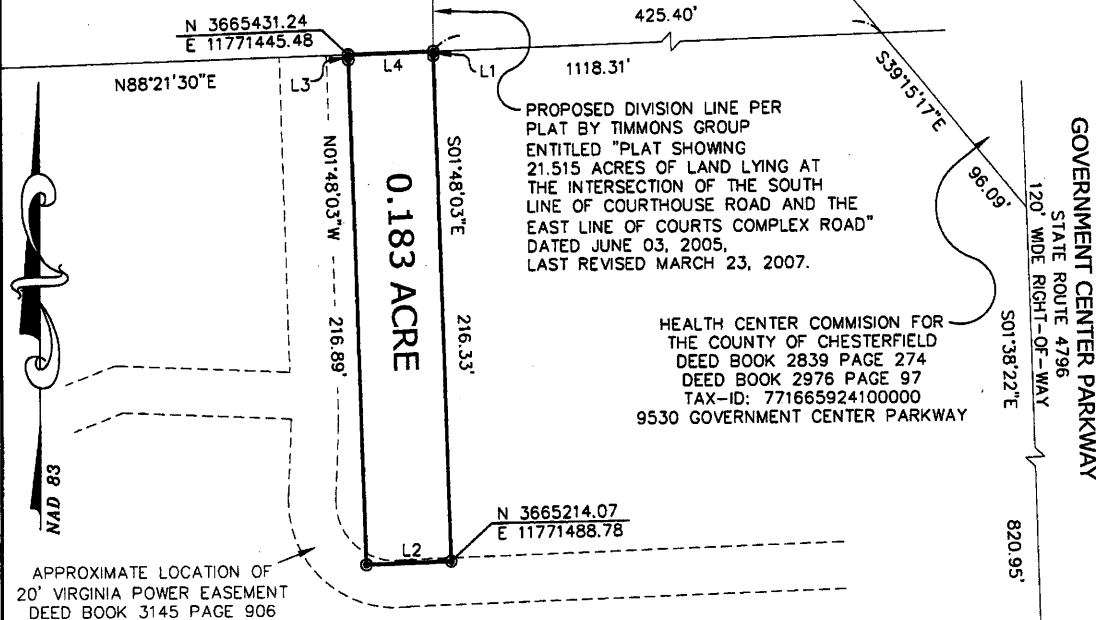 N 3665431.24
E 11771445.48
425.40'
N88°21'30"E
L3
L4
L1
1118.31'
S39°15'17"E
96.09'
PROPOSED DIVISION LINE PER
PLAT BY TIMMONS GROUP
ENTITLED "PLAT SHOWING
21.515 ACRES OF LAND LYING AT
THE INTERSECTION OF THE SOUTH
LINE OF COURTHOUSE ROAD AND THE
EAST LINE OF COURTS COMPLEX ROAD"
DATED JUNE 03, 2005,
LAST REVISED MARCH 23, 2007.
N01°48'03"W
216.89'
0.183 ACRE
S01°48'03"E
216.33'
GOVERNMENT CENTER PARKWAY
STATE ROUTE 4796
120' WIDE RIGHT-OF-WAY
S01°38'22"E
820.95'
HEALTH CENTER COMMISION FOR
THE COUNTY OF CHESTERFIELD
DEED BOOK 2839 PAGE 274
DEED BOOK 2976 PAGE 97
TAX-ID: 771665924100000
9530 GOVERNMENT CENTER PARKWAY
NAD 83
N 3665214.07
E 11771488.78
L2
APPROXIMATE LOCATION OF
20' VIRGINIA POWER EASEMENT
DEED BOOK 3145 PAGE 906